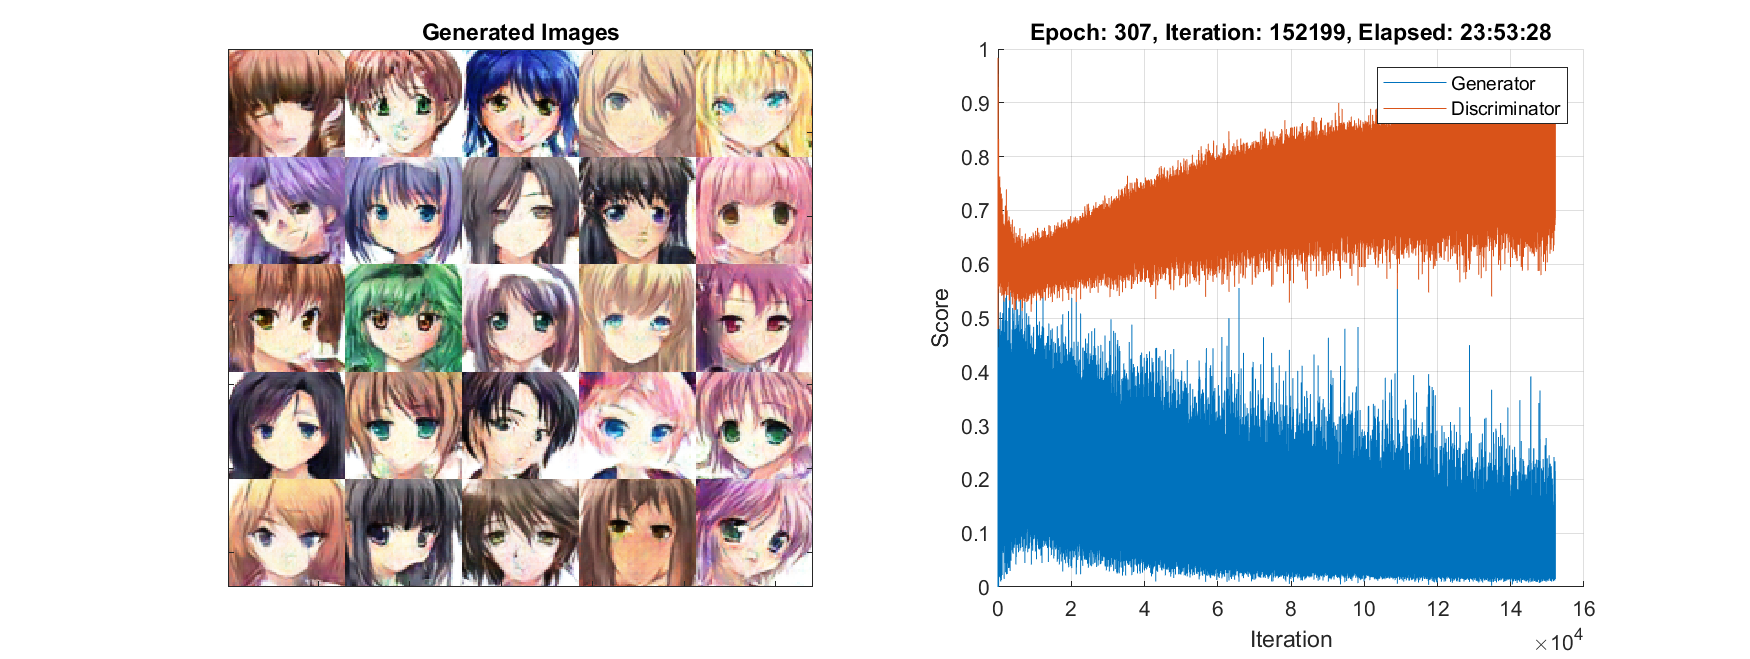 Generated Images
Epoch: 307, Iteration: 152199, Elapsed: 23:53:28
Generator
Discriminator
Score
1
0.9
0.8
0.7
0.6
0.5
0.4
0.3
0.2
0.1
0
0 2 4 6 8 10 12 14 16
Iteration
×10⁴